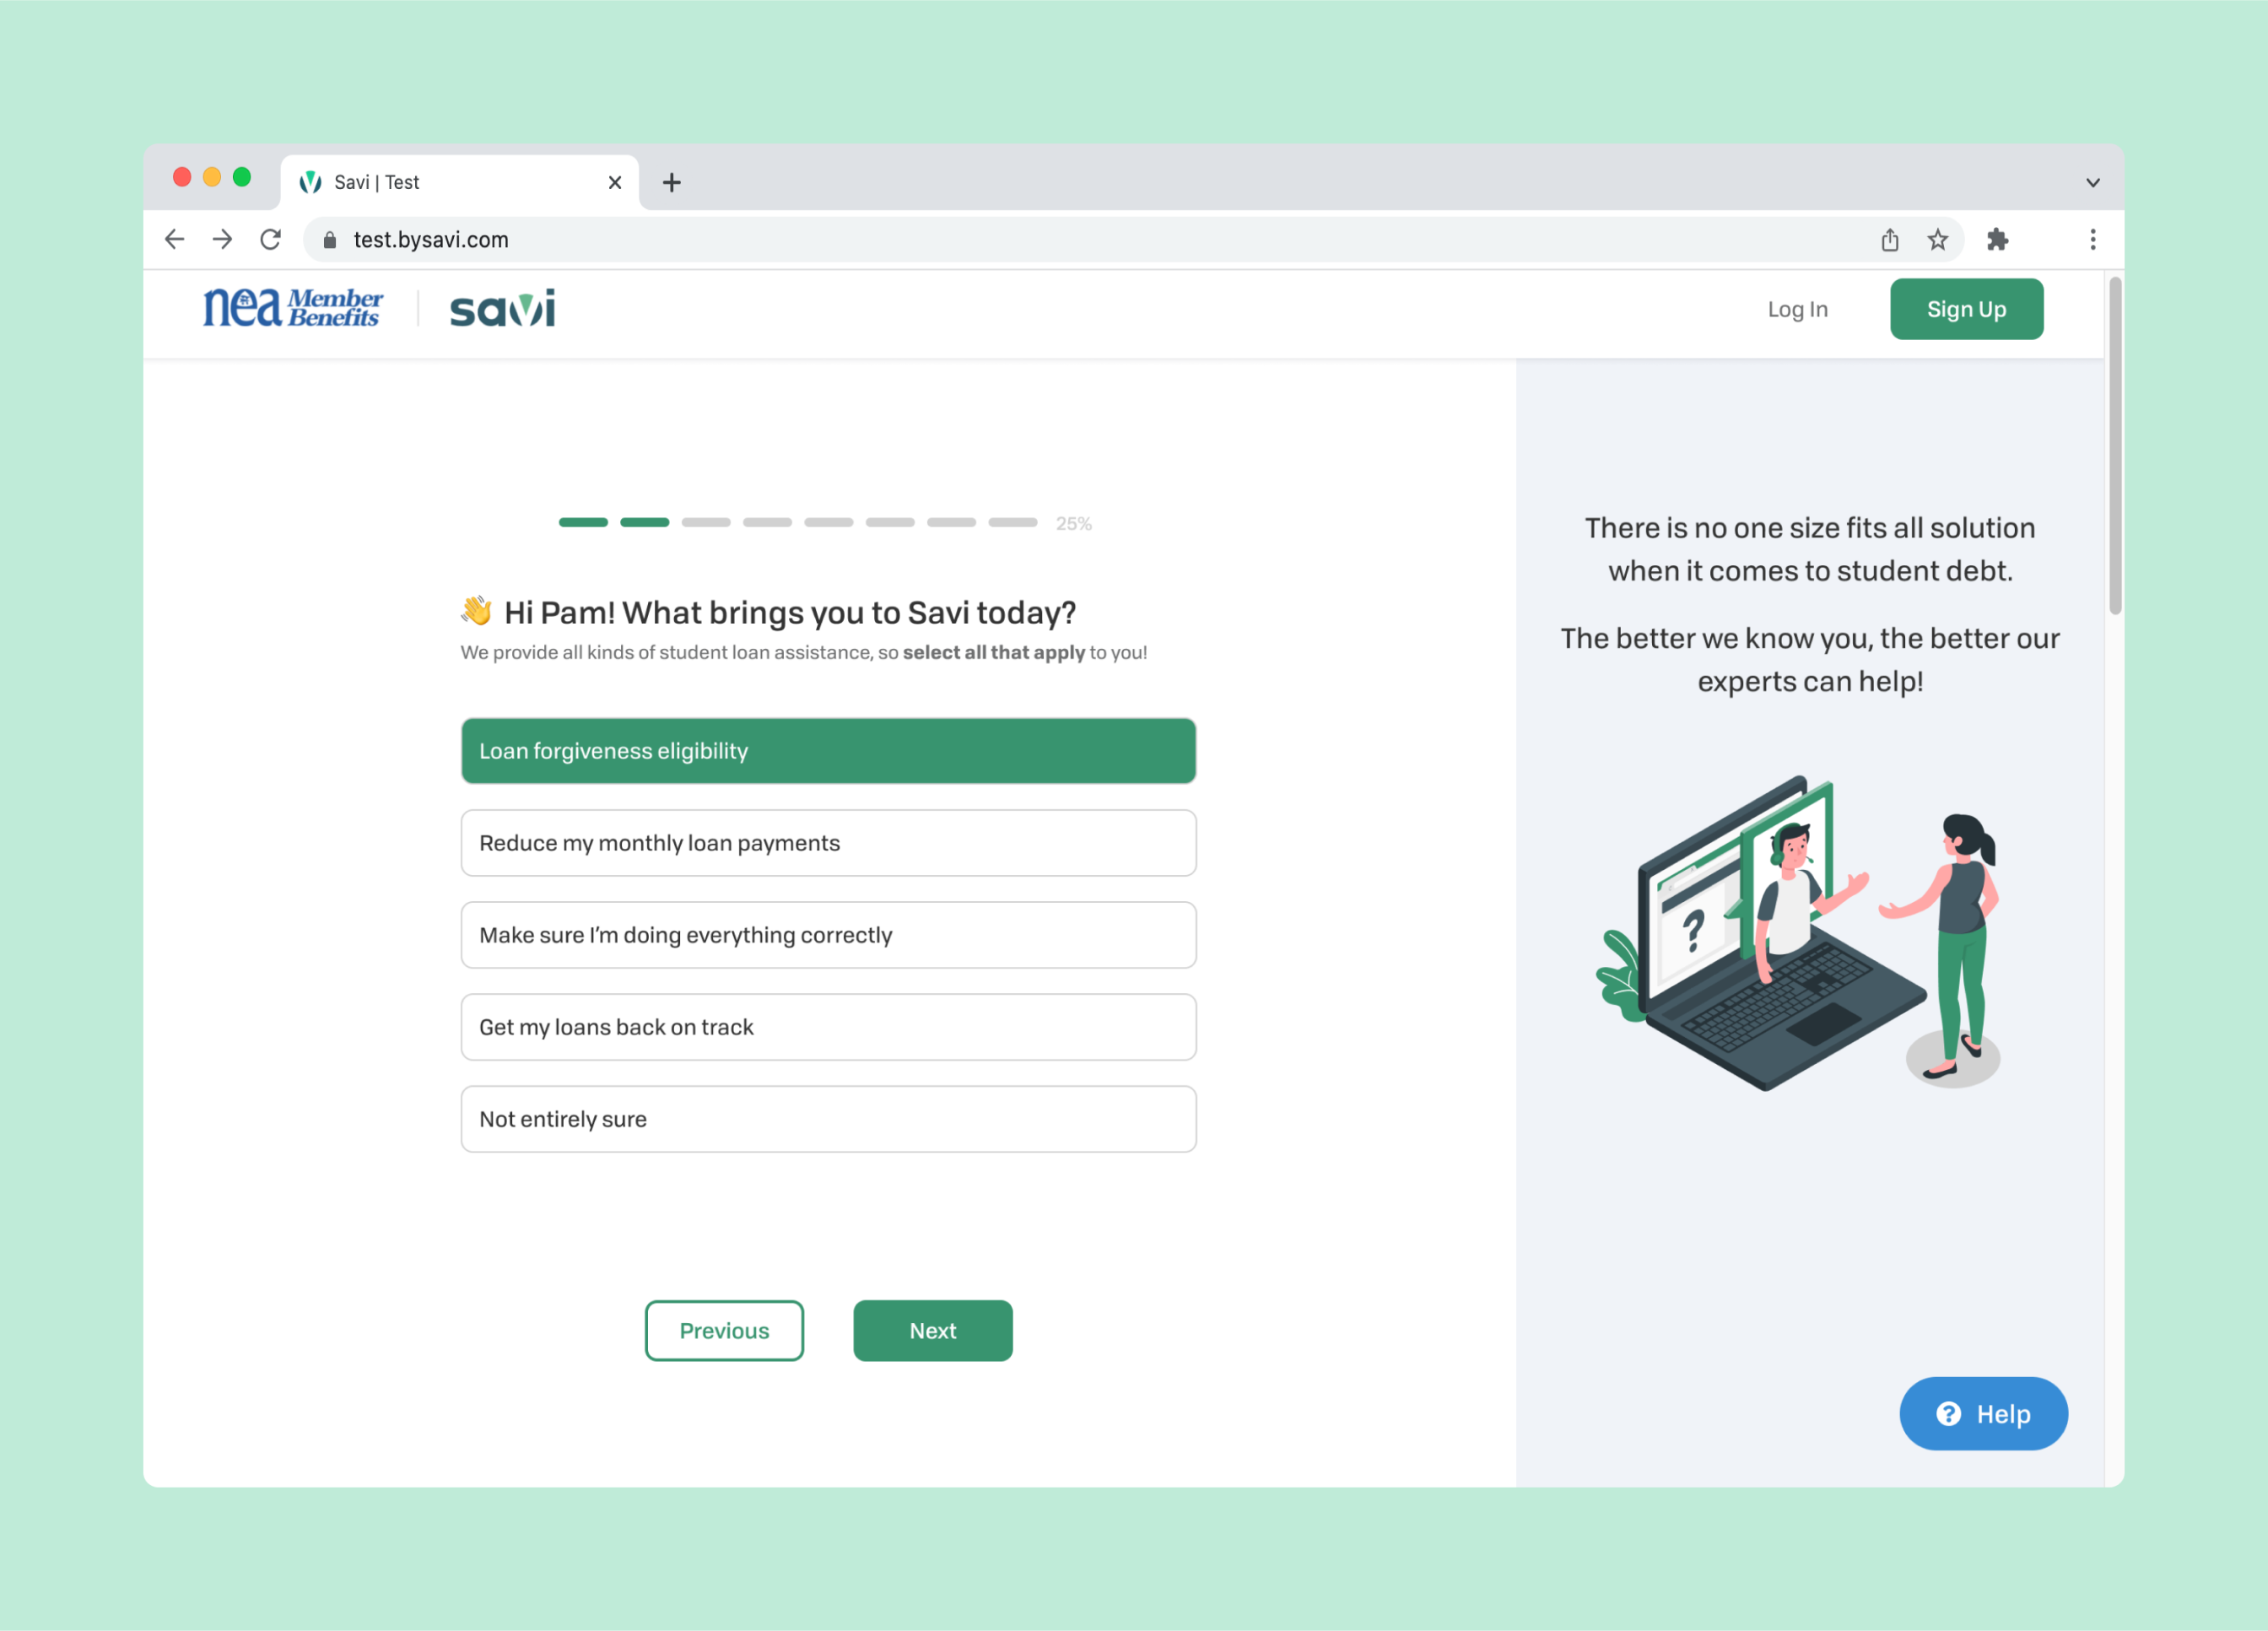 Savi | Test
test.bysavi.com
nea Member Benefits
savi
Log In
Sign Up
25%
👋 Hi Pam! What brings you to Savi today?
We provide all kinds of student loan assistance, so select all that apply to you!
Loan forgiveness eligibility
Reduce my monthly loan payments
Make sure I’m doing everything correctly
Get my loans back on track
Not entirely sure
Previous
Next
There is no one size fits all solution
when it comes to student debt.
The better we know you, the better our
experts can help!
?
? Help